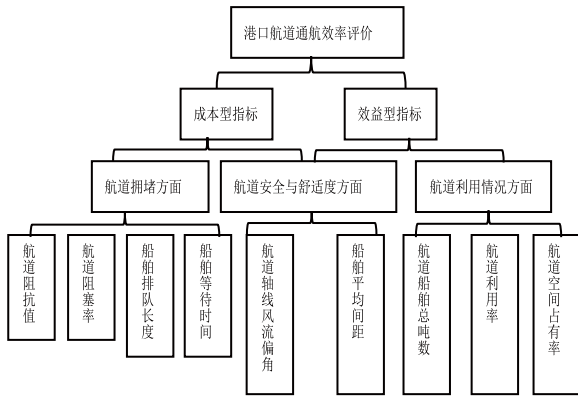 港口航道通航效率评价
成本型指标
效益型指标
航道拥堵方面
航道安全与舒适度方面
航道利用情况方面
航道阻抗值
航道阻塞率
船舶排队长度
船舶等待时间
航道轴线风流偏角
船舶平均间距
航道船舶总吨数
航道利用率
航道空间占有率